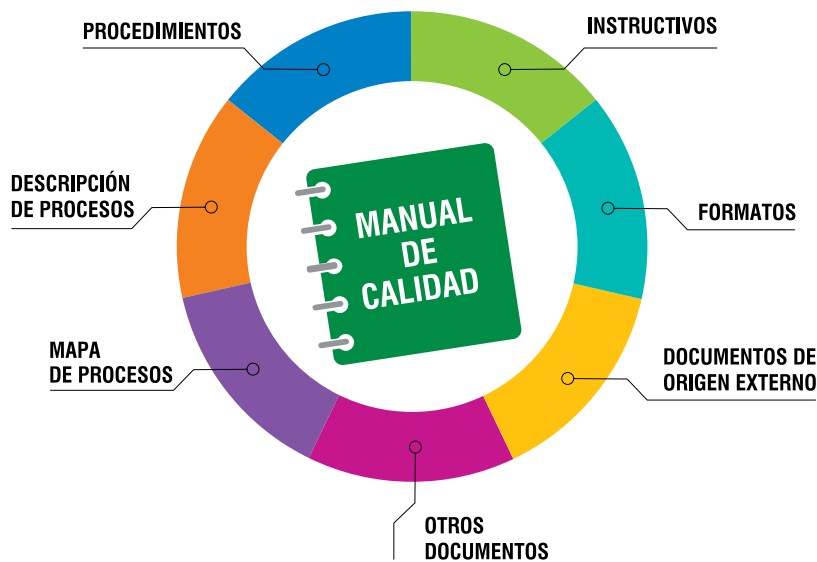 PROCEDIMIENTOS
INSTRUCTIVOS
DESCRIPCIÓN
DE PROCESOS
MANUAL
DE
CALIDAD
FORMATOS
MAPA
DE PROCESOS
DOCUMENTOS DE
ORIGEN EXTERNO
OTROS
DOCUMENTOS